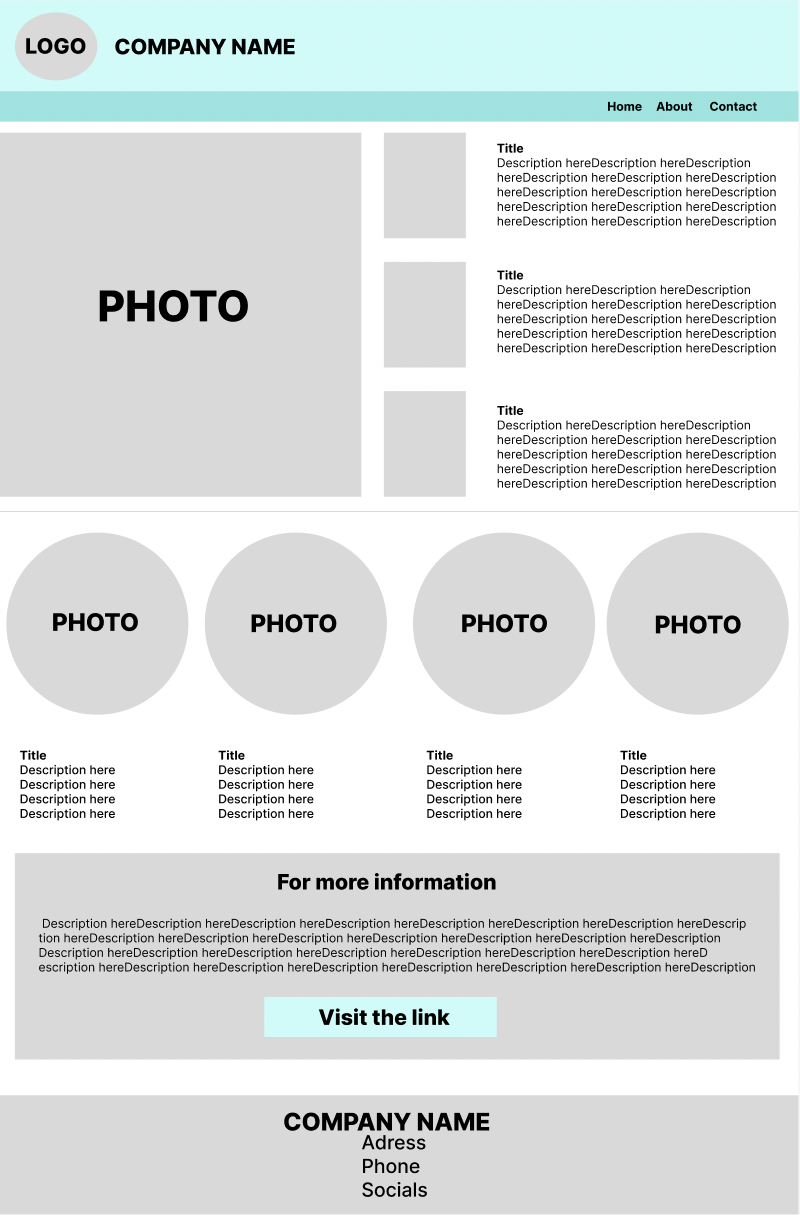 LOGO
COMPANY NAME
Home About Contact
PHOTO
Title
Description hereDescription hereDescription
hereDescription hereDescription hereDescription
hereDescription hereDescription hereDescription
hereDescription hereDescription hereDescription
hereDescription hereDescription hereDescription
Title
Description hereDescription hereDescription
hereDescription hereDescription hereDescription
hereDescription hereDescription hereDescription
hereDescription hereDescription hereDescription
hereDescription hereDescription hereDescription
Title
Description hereDescription hereDescription
hereDescription hereDescription hereDescription
hereDescription hereDescription hereDescription
hereDescription hereDescription hereDescription
hereDescription hereDescription hereDescription
PHOTO
PHOTO
PHOTO
PHOTO
Title
Description here
Description here
Description here
Description here
Title
Description here
Description here
Description here
Description here
Title
Description here
Description here
Description here
Description here
Title
Description here
Description here
Description here
Description here
For more information
Description hereDescription hereDescription hereDescription hereDescription hereDescription hereDescription hereDescrip
tion hereDescription hereDescription hereDescription hereDescription hereDescription hereDescription hereDescription
Description hereDescription hereDescription hereDescription hereDescription hereDescription hereDescription hereD
escription hereDescription hereDescription hereDescription hereDescription hereDescription hereDescription hereDescription
Visit the link
COMPANY NAME
Adress
Phone
Socials